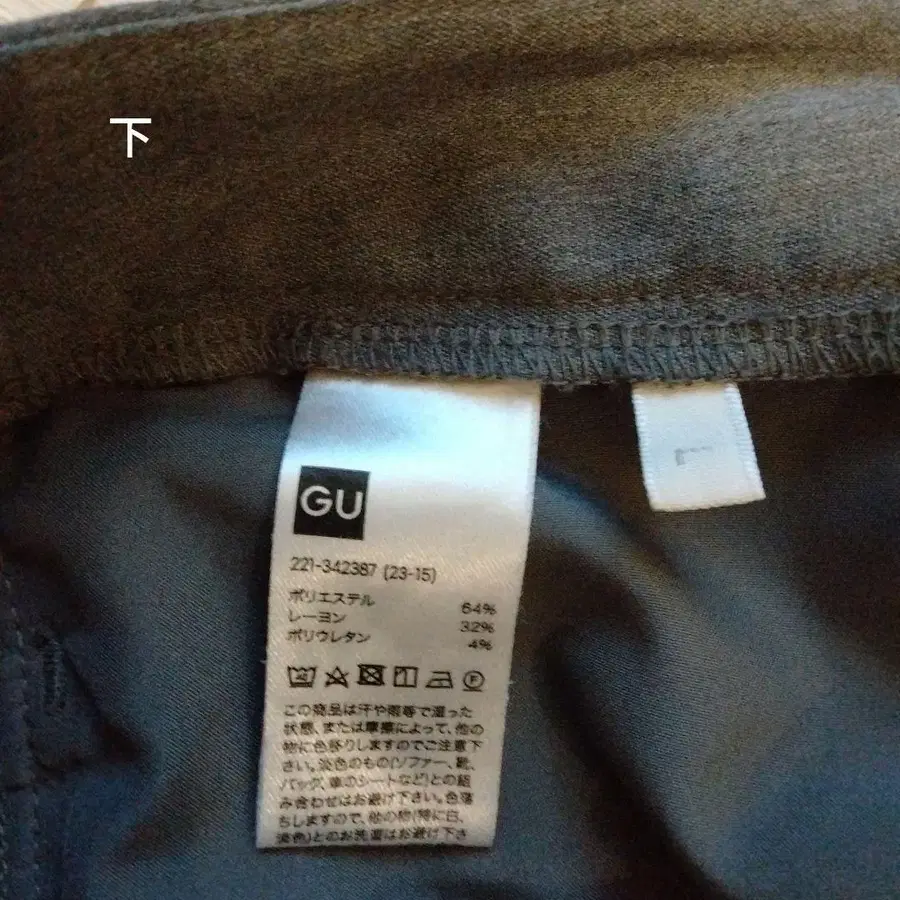 下
GU
221-342387 (23-15)
ポリエステル 64%
レーヨン 32%
ポリウレタン 4%
この商品は汗や雨等で湿った
状態、または摩擦によって、他の
物に色移りしますのでご注意下
さい。淡色のもの(ソファー、靴、
バッグ、車のシートなど)との組
み合わせはお避け下さい。色落
ちしますので、他の物(特に白、
淡色)とのお洗濯はお避け下さ